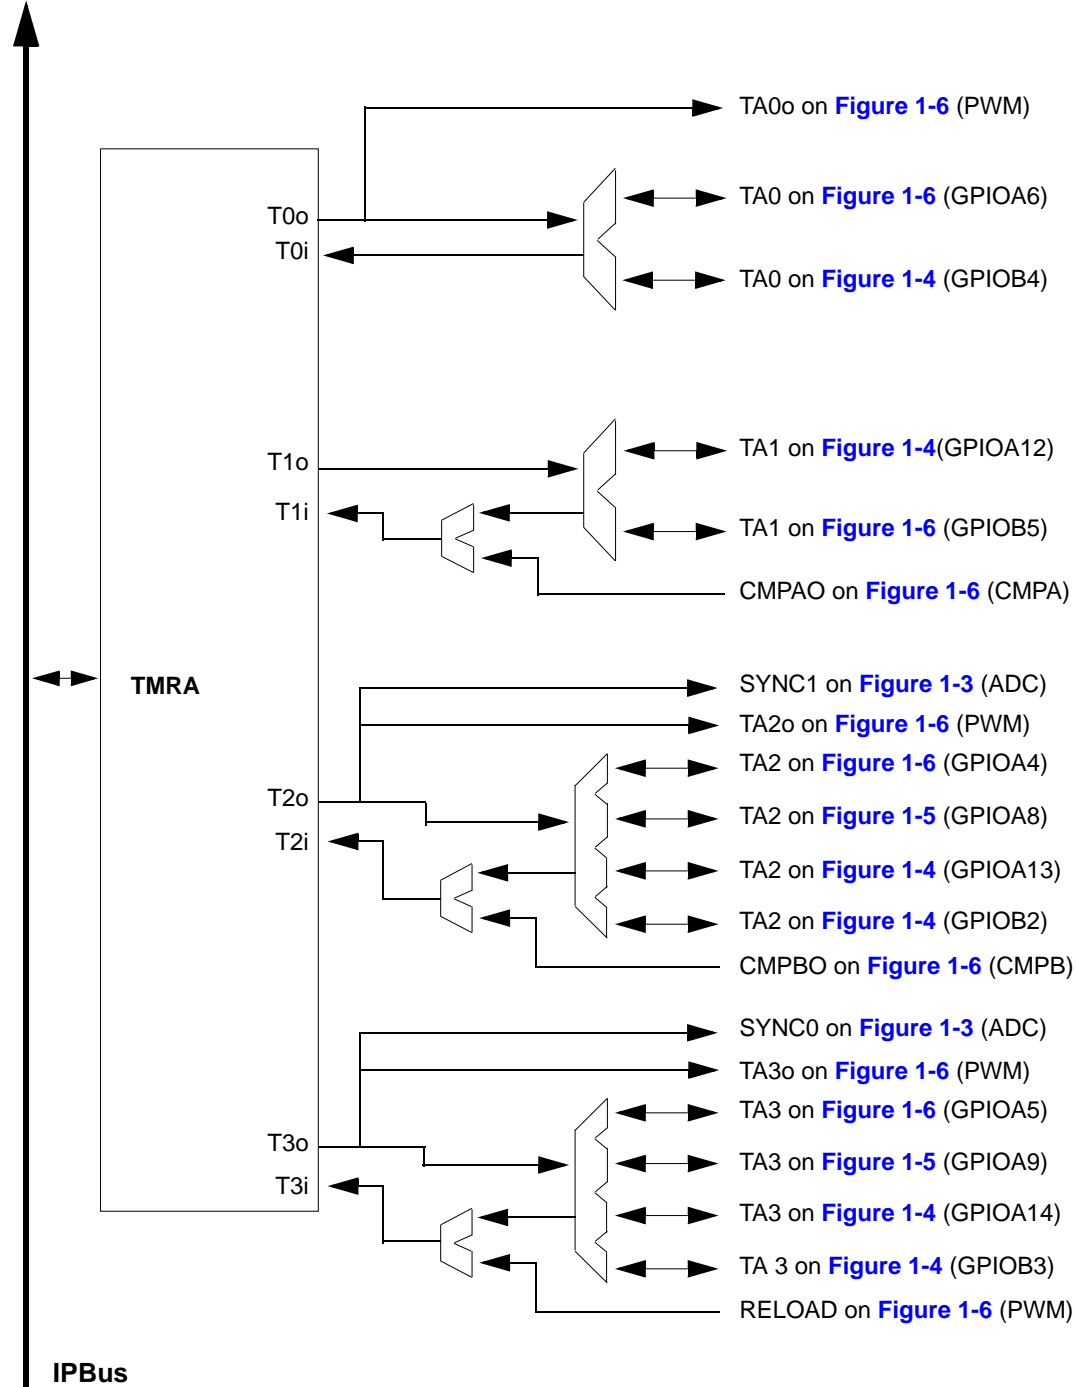 TA0o on Figure 1-6 (PWM)
TA0 on Figure 1-6 (GPIOA6)
T0o
T0i
TA0 on Figure 1-4 (GPIOB4)
TA1 on Figure 1-4(GPIOA12)
T1o
T1i
TA1 on Figure 1-6 (GPIOB5)
CMPAO on Figure 1-6 (CMPA)
TMRA
SYNC1 on Figure 1-3 (ADC)
TA2o on Figure 1-6 (PWM)
TA2 on Figure 1-6 (GPIOA4)
T2o
TA2 on Figure 1-5 (GPIOA8)
T2i
TA2 on Figure 1-4 (GPIOA13)
TA2 on Figure 1-4 (GPIOB2)
CMPBO on Figure 1-6 (CMPB)
SYNC0 on Figure 1-3 (ADC)
TA3o on Figure 1-6 (PWM)
TA3 on Figure 1-6 (GPIOA5)
T3o
TA3 on Figure 1-5 (GPIOA9)
T3i
TA3 on Figure 1-4 (GPIOA14)
TA 3 on Figure 1-4 (GPIOB3)
RELOAD on Figure 1-6 (PWM)
IPBus